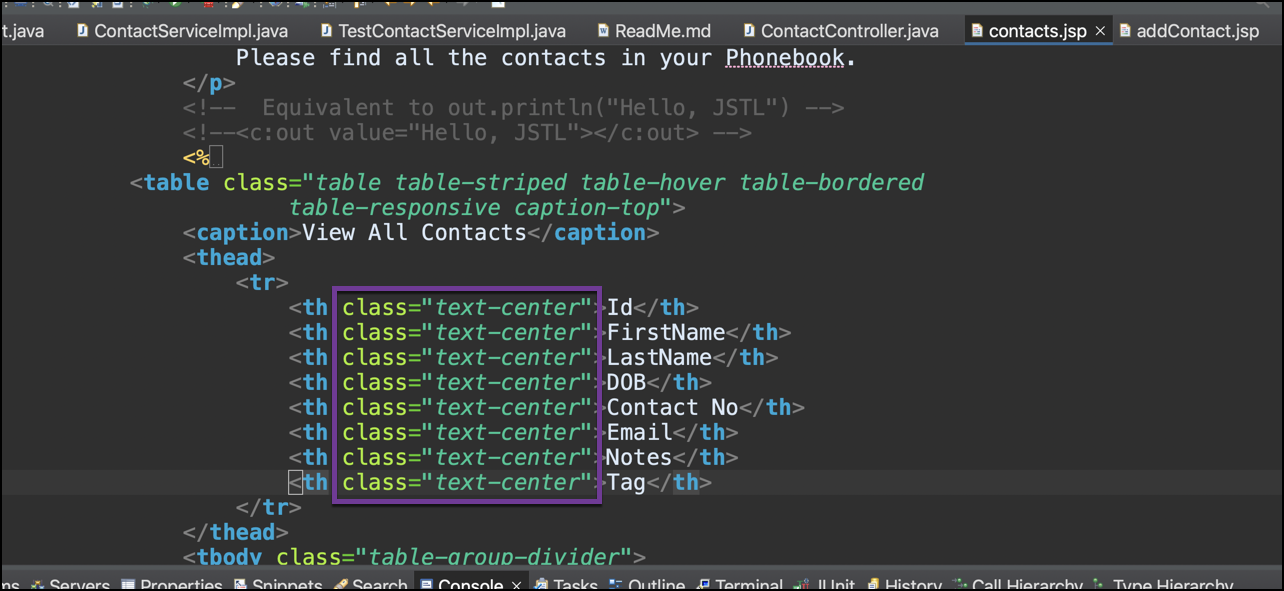 t.java ContactServiceImpl.java TestContactServiceImpl.java ReadMe.md ContactController.java contacts.jsp × addContact.jsp
Please find all the contacts in your Phonebook.
</p>
<!--  Equivalent to out.println("Hello, JSTL") -->
<!--<c:out value="Hello, JSTL"></c:out> -->
<%
<table class="table table-striped table-hover table-bordered
table-responsive caption-top">
<caption>View All Contacts</caption>
<thead>
<tr>
<th class="text-center">Id</th>
<th class="text-center">FirstName</th>
<th class="text-center">LastName</th>
<th class="text-center">DOB</th>
<th class="text-center">Contact No</th>
<th class="text-center">Email</th>
<th class="text-center">Notes</th>
<th class="text-center">Tag</th>
</tr>
</thead>
<tbody class="table-group-divider">
ms Servers Properties Snippets Search Console × Tasks Outline Terminal JUnit History Call Hierarchy Type Hierarchy